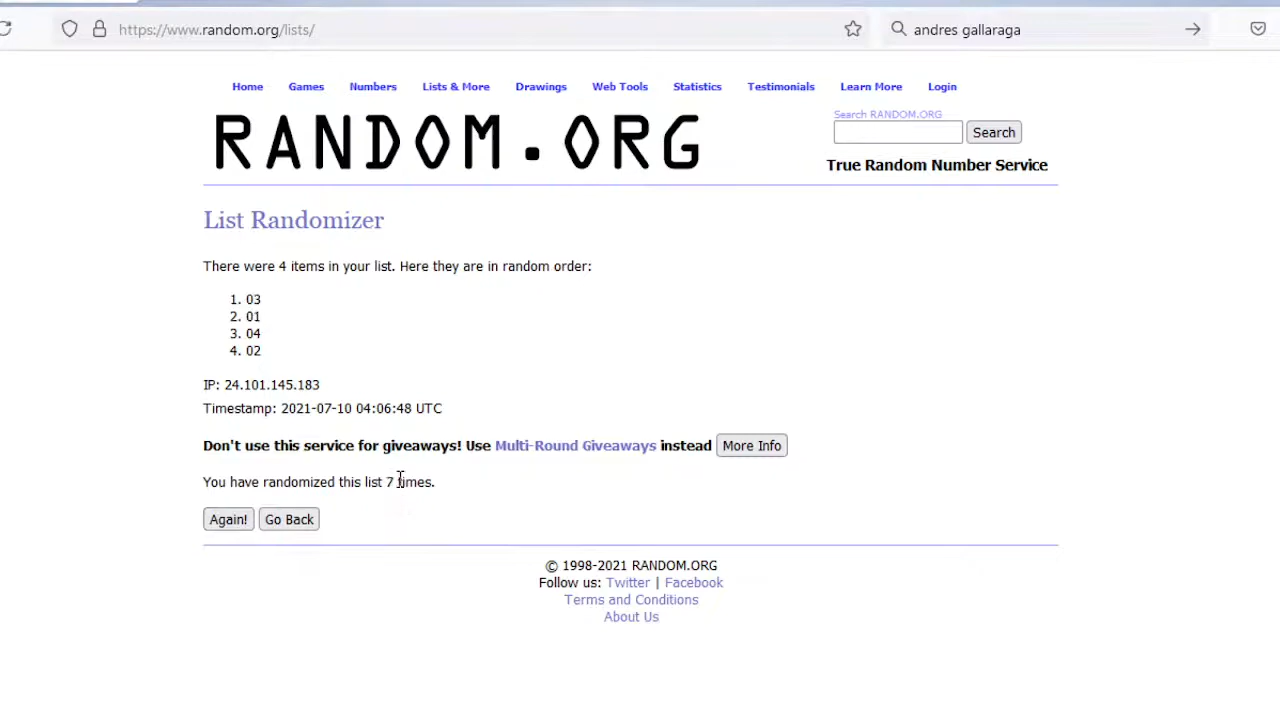 https://www.random.org/lists/
andres gallaraga
Home Games Numbers Lists & More Drawings Web Tools Statistics Testimonials Learn More Login
RANDOM.ORG
Search RANDOM.ORG
Search
True Random Number Service
List Randomizer
There were 4 items in your list. Here they are in random order:
1. 03
2. 01
3. 04
4. 02
IP: 24.101.145.183
Timestamp: 2021-07-10 04:06:48 UTC
Don't use this service for giveaways! Use Multi-Round Giveaways instead More Info
You have randomized this list 7 times.
Again! Go Back
© 1998-2021 RANDOM.ORG
Follow us: Twitter | Facebook
Terms and Conditions
About Us